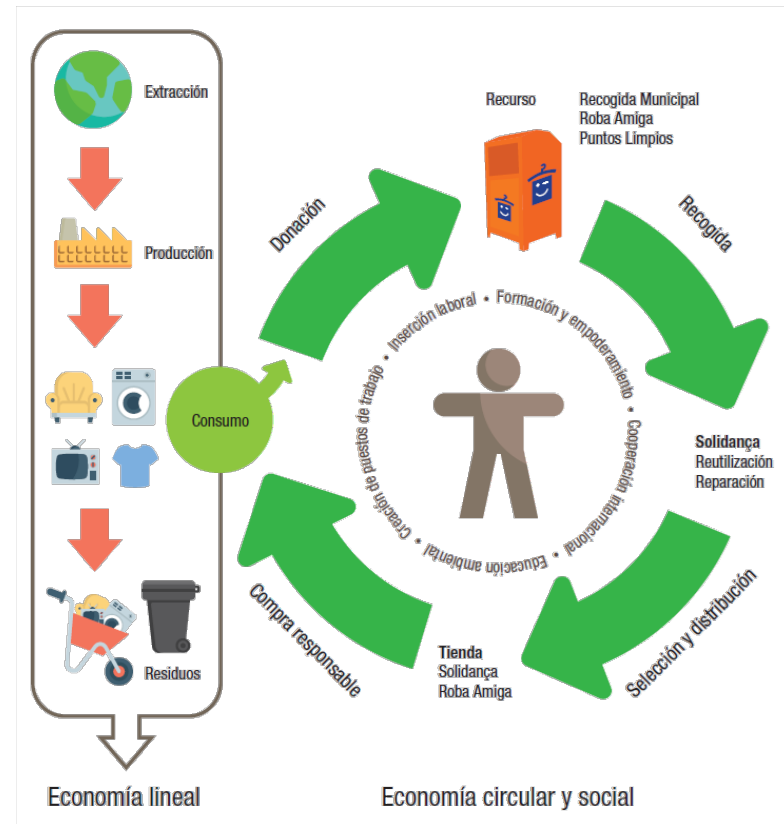 Extracción
Producción
Consumo
Residuos
Economía lineal
Donación
Recurso
Recogida Municipal
Roba Amiga
Puntos Limpios
Recogida
Solidança
Reutilización
Reparación
Selección y distribución
Tienda
Solidança
Roba Amiga
Compra responsable
Inserción laboral • Formación y empoderamiento • Cooperación internacional • Educación ambiental • Creación de puestos de trabajo •
Economía circular y social